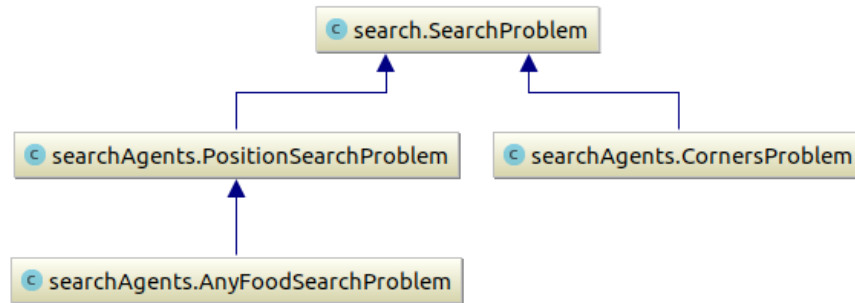 C search.SearchProblem
C searchAgents.PositionSearchProblem
C searchAgents.CornersProblem
C searchAgents.AnyFoodSearchProblem